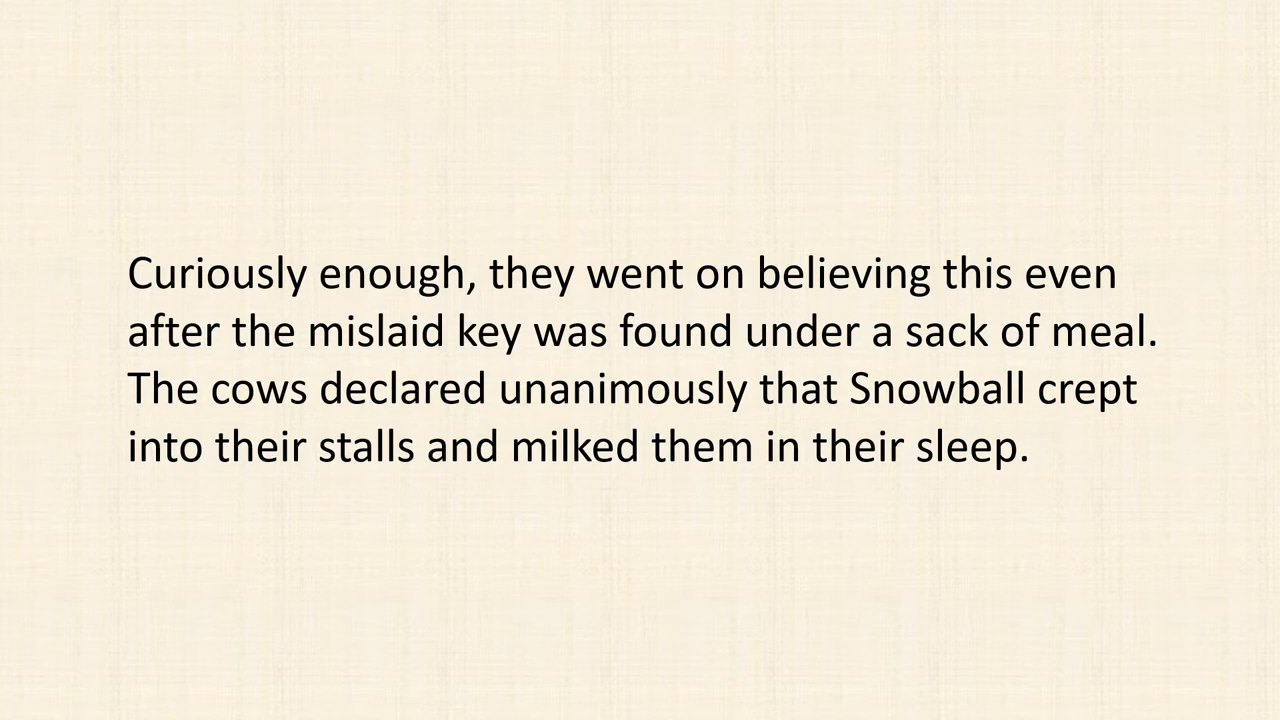 Curiously enough, they went on believing this even
after the mislaid key was found under a sack of meal.
The cows declared unanimously that Snowball crept
into their stalls and milked them in their sleep.